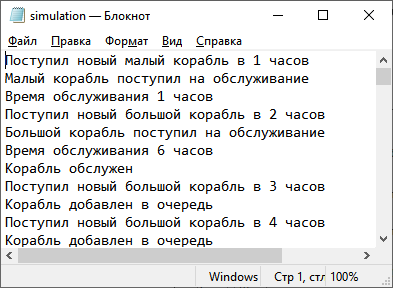 simulation — Блокнот
Файл Правка Формат Вид Справка
Поступил новый малый корабль в 1 часов
Малый корабль поступил на обслуживание
Время обслуживания 1 часов
Поступил новый большой корабль в 2 часов
Большой корабль поступил на обслуживание
Время обслуживания 6 часов
Корабль обслужен
Поступил новый большой корабль в 3 часов
Корабль добавлен в очередь
Поступил новый большой корабль в 4 часов
Корабль добавлен в очередь
Windows Стр 1, стл 100%